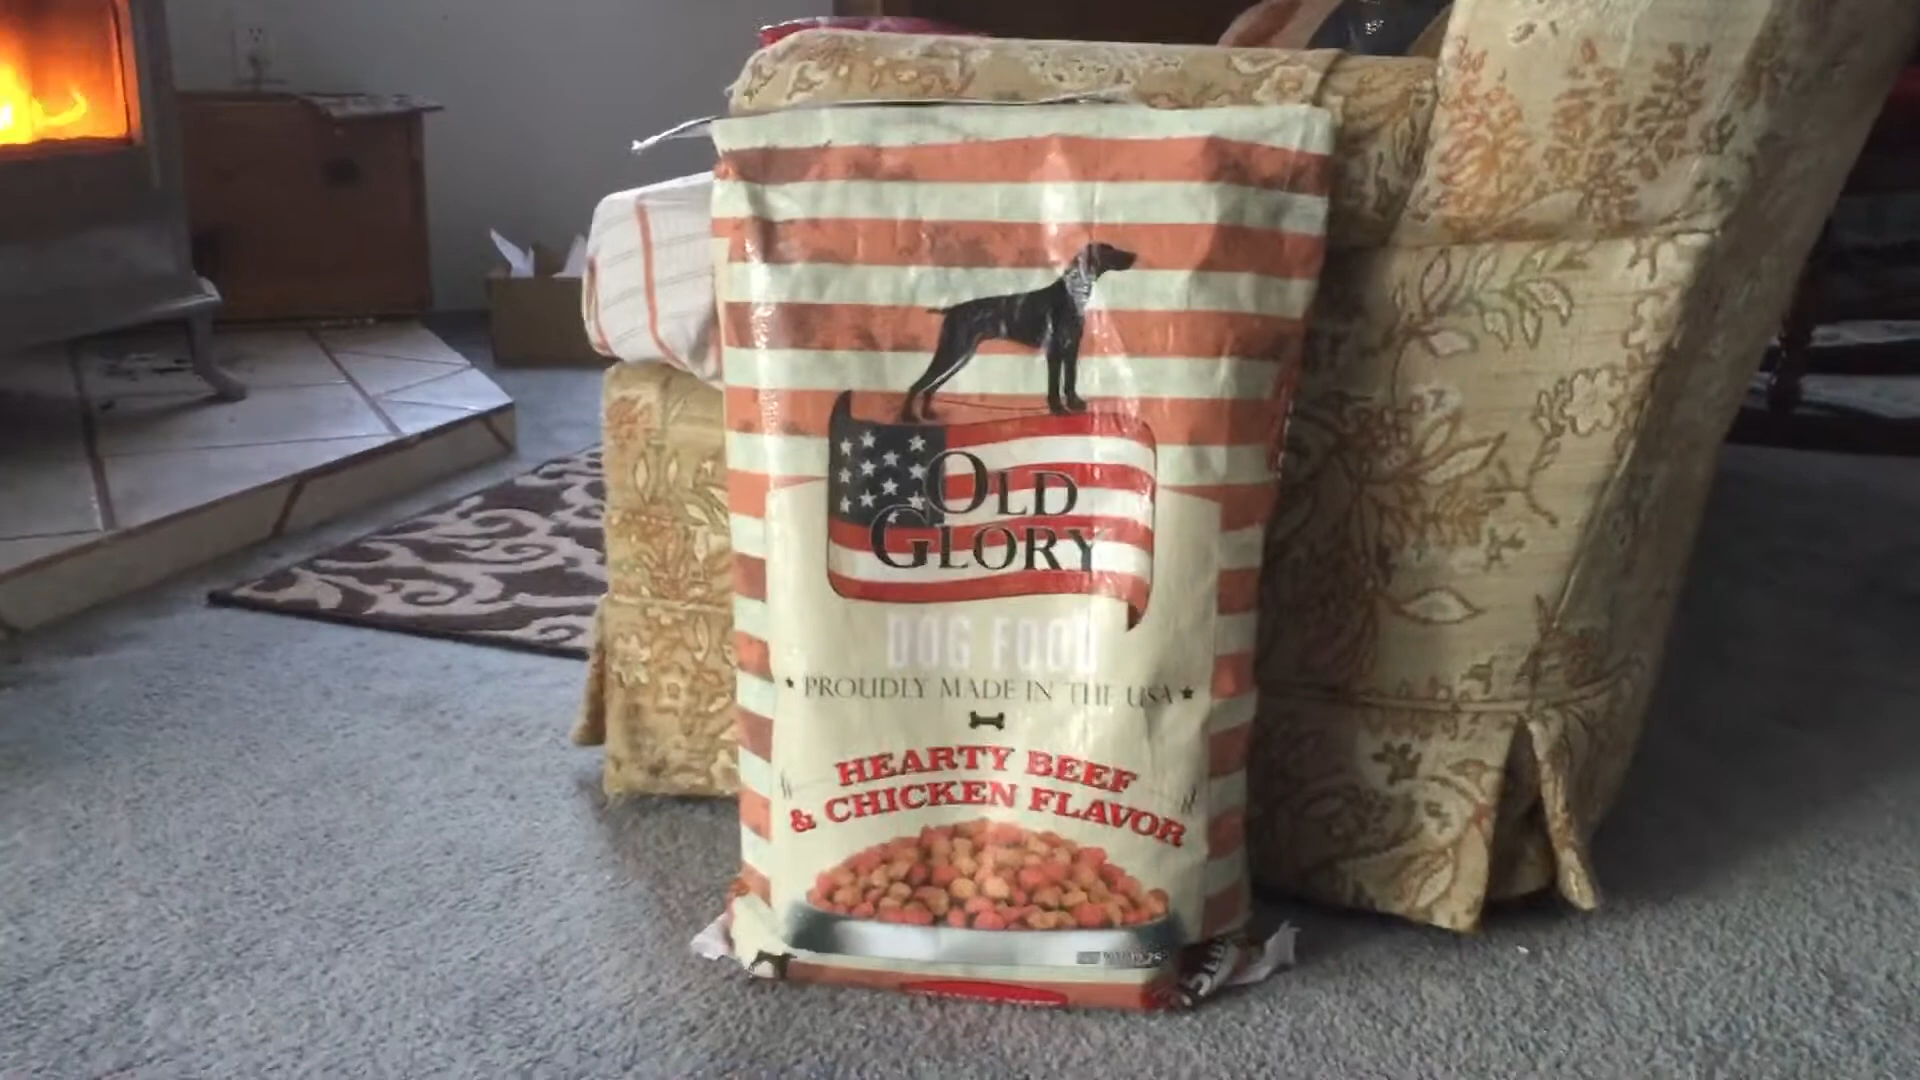 OLD
GLORY
DOG FOOD
PROUDLY MADE IN THE USA
HEARTY BEEF
& CHICKEN FLAVOR